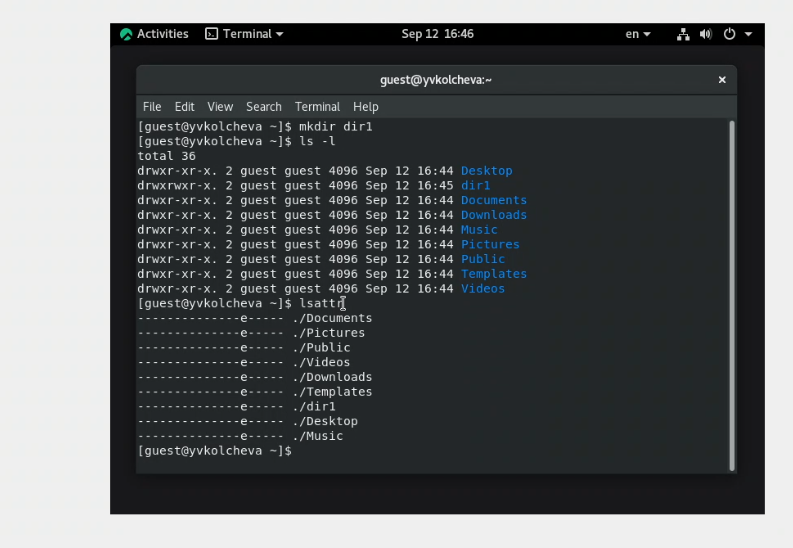 Activities Terminal Sep 12 16:46 en
guest@yvkolcheva:~
File Edit View Search Terminal Help
[guest@yvkolcheva ~]$ mkdir dir1
[guest@yvkolcheva ~]$ ls -l
total 36
drwxr-xr-x. 2 guest guest 4096 Sep 12 16:44 Desktop
drwxrwxr-x. 2 guest guest 4096 Sep 12 16:45 dir1
drwxr-xr-x. 2 guest guest 4096 Sep 12 16:44 Documents
drwxr-xr-x. 2 guest guest 4096 Sep 12 16:44 Downloads
drwxr-xr-x. 2 guest guest 4096 Sep 12 16:44 Music
drwxr-xr-x. 2 guest guest 4096 Sep 12 16:44 Pictures
drwxr-xr-x. 2 guest guest 4096 Sep 12 16:44 Public
drwxr-xr-x. 2 guest guest 4096 Sep 12 16:44 Templates
drwxr-xr-x. 2 guest guest 4096 Sep 12 16:44 Videos
[guest@yvkolcheva ~]$ lsattr
--------------e----- ./Documents
--------------e----- ./Pictures
--------------e----- ./Public
--------------e----- ./Videos
--------------e----- ./Downloads
--------------e----- ./Templates
--------------e----- ./dir1
--------------e----- ./Desktop
--------------e----- ./Music
[guest@yvkolcheva ~]$